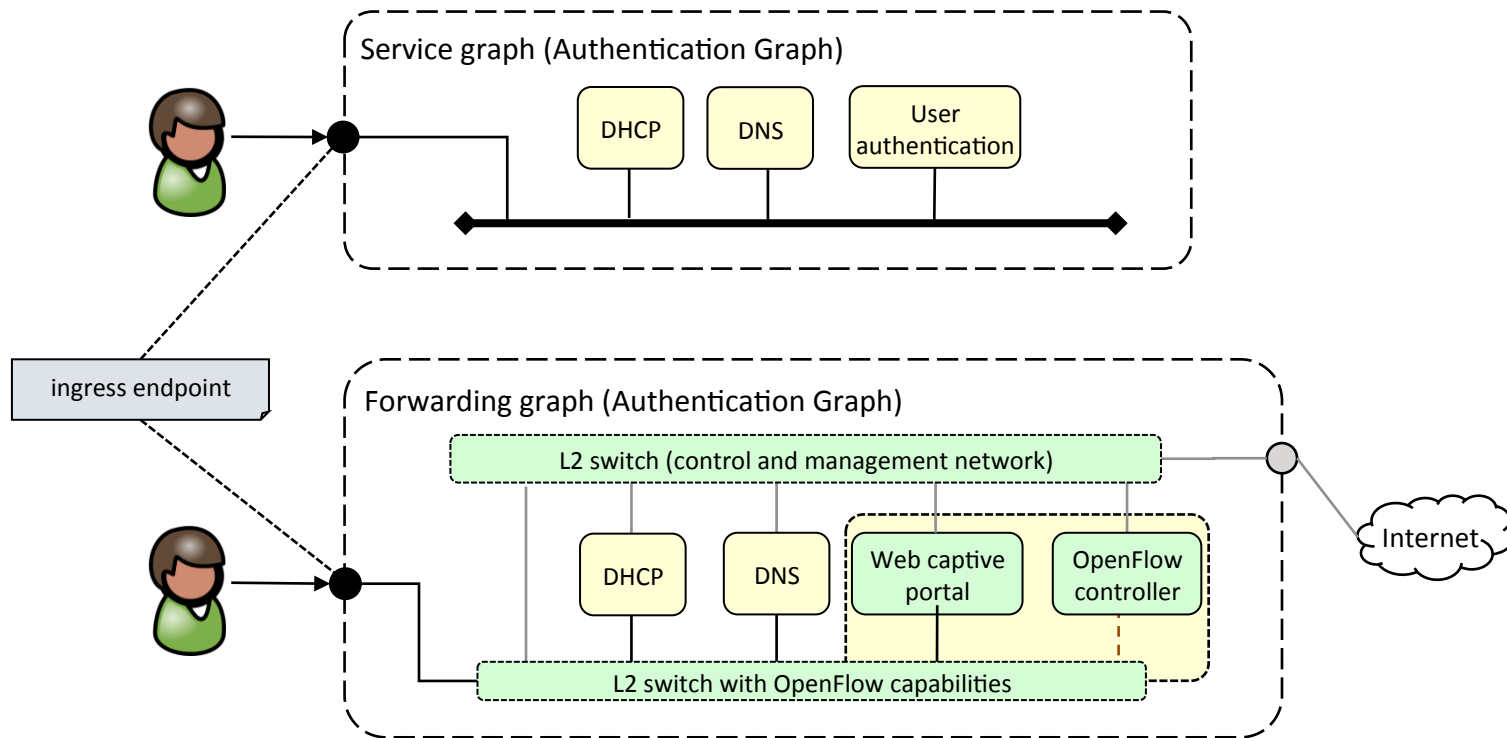 Service graph (Authentication Graph)
DHCP
DNS
User
authentication
ingress endpoint
Forwarding graph (Authentication Graph)
L2 switch (control and management network)
DHCP
DNS
Web captive
portal
OpenFlow
controller
Internet
L2 switch with OpenFlow capabilities